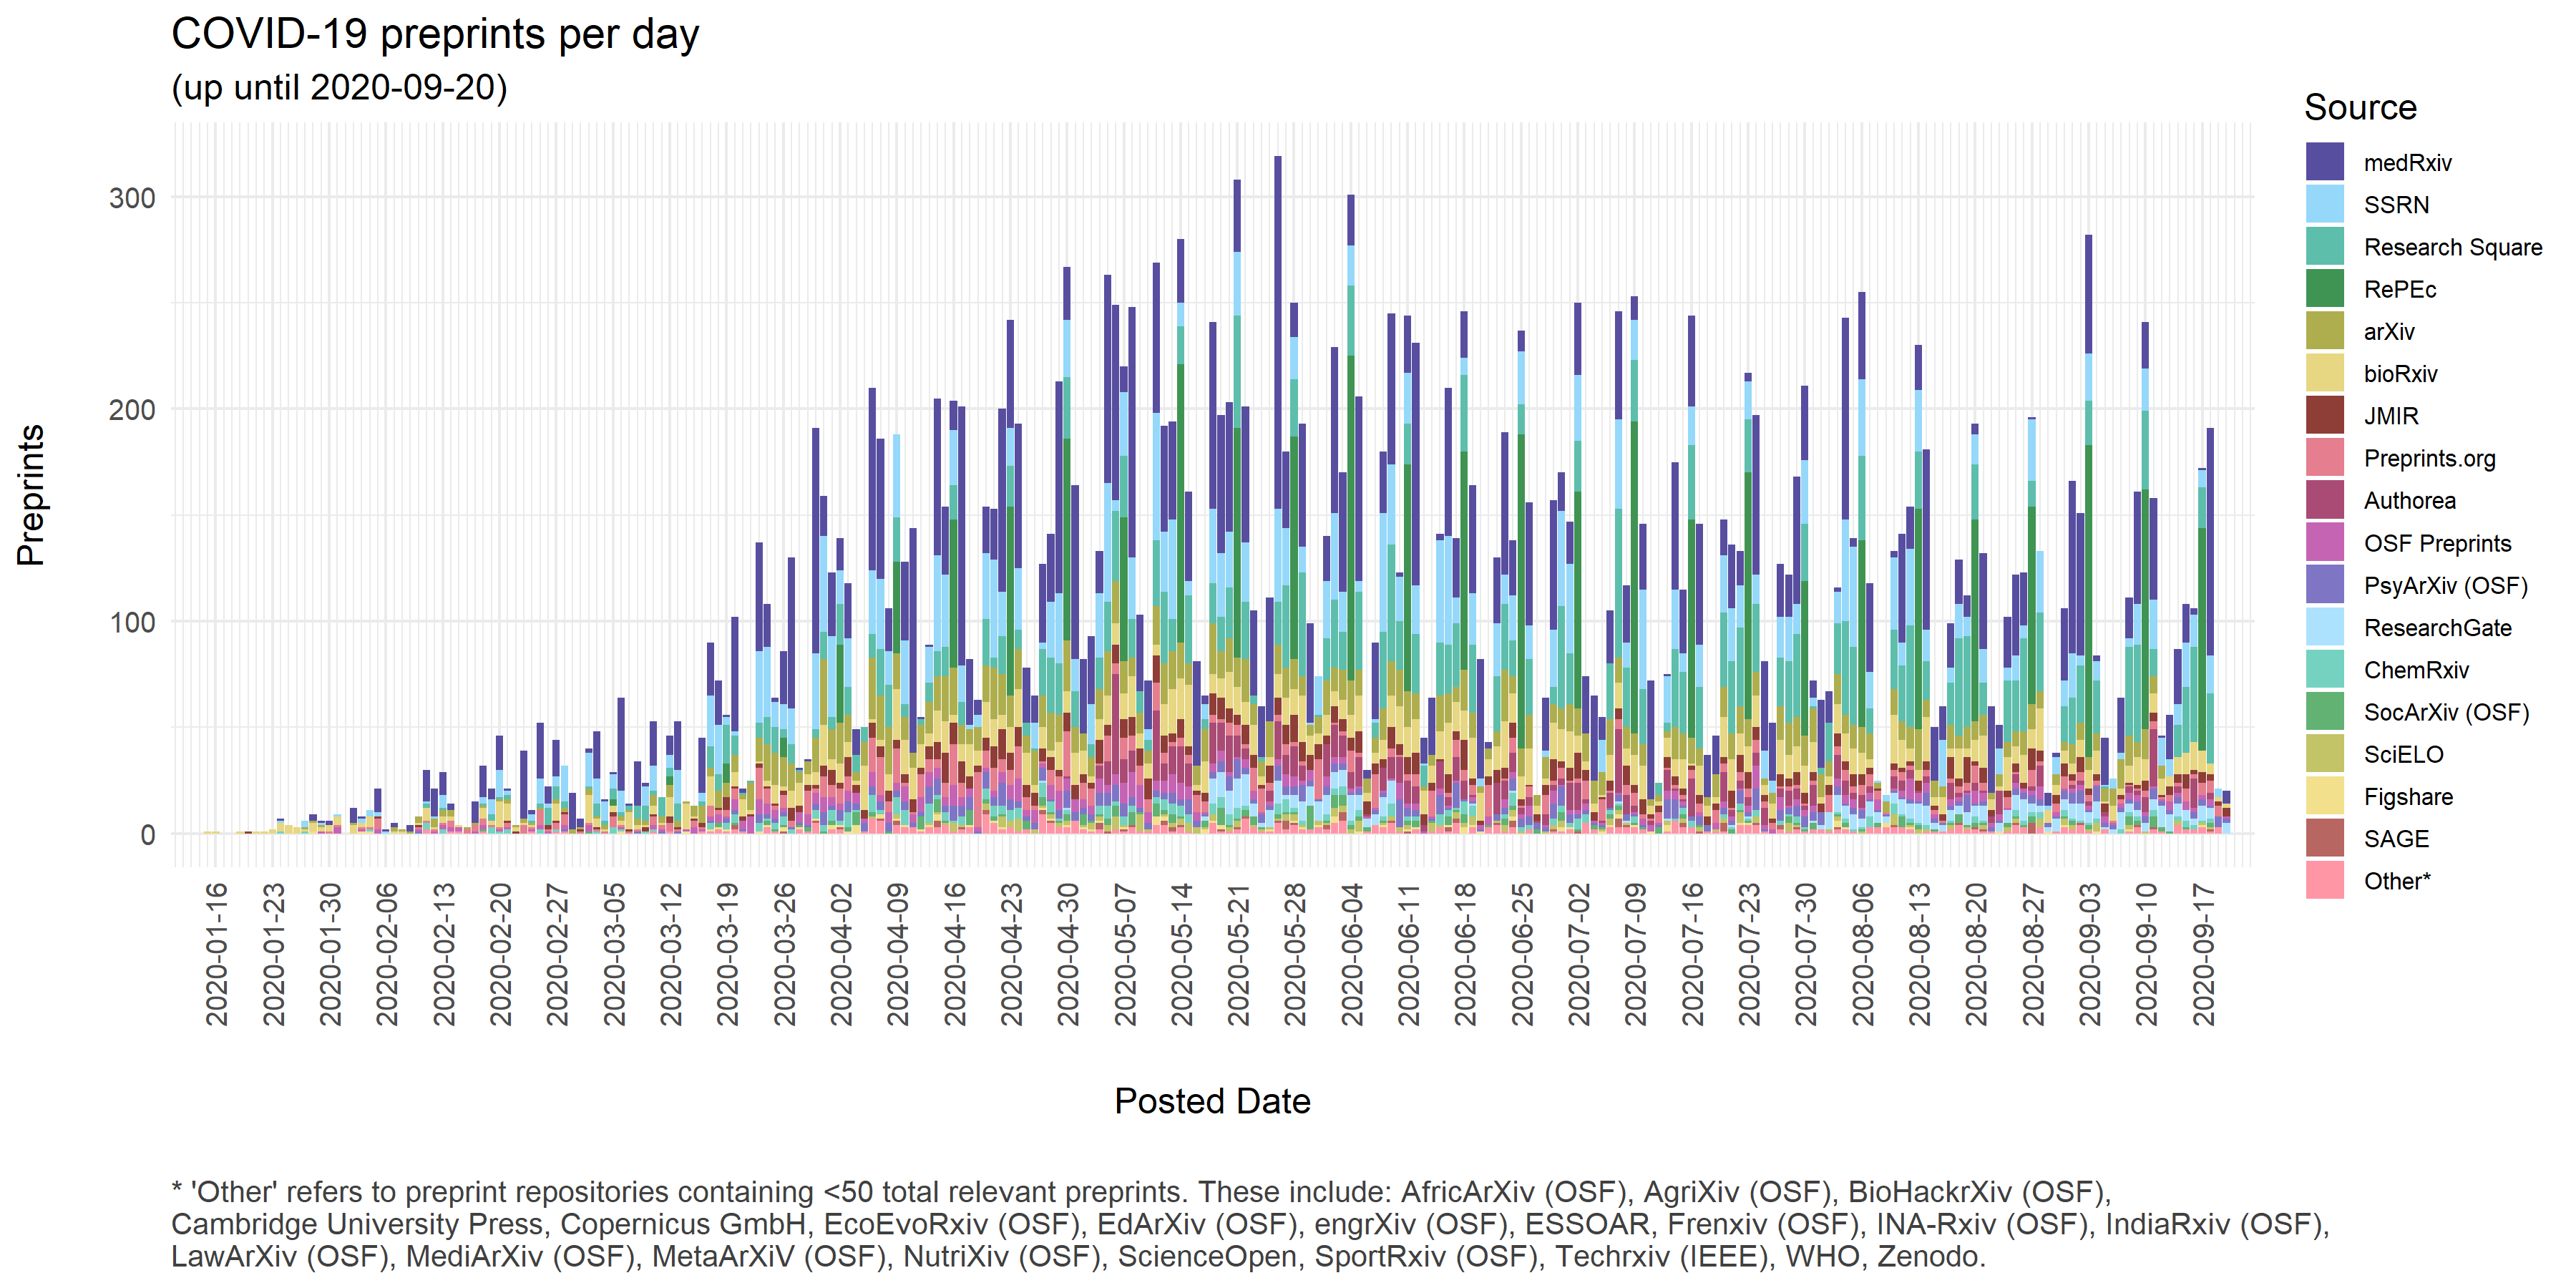 COVID-19 preprints per day
(up until 2020-09-20)
Preprints
300
200
100
0
2020-01-16
2020-01-23
2020-01-30
2020-02-06
2020-02-13
2020-02-20
2020-02-27
2020-03-05
2020-03-12
2020-03-19
2020-03-26
2020-04-02
2020-04-09
2020-04-16
2020-04-23
2020-04-30
2020-05-07
2020-05-14
2020-05-21
2020-05-28
2020-06-04
2020-06-11
2020-06-18
2020-06-25
2020-07-02
2020-07-09
2020-07-16
2020-07-23
2020-07-30
2020-08-06
2020-08-13
2020-08-20
2020-08-27
2020-09-03
2020-09-10
2020-09-17
Posted Date
Source
medRxiv
SSRN
Research Square
RePEc
arXiv
bioRxiv
JMIR
Preprints.org
Authorea
OSF Preprints
PsyArXiv (OSF)
ResearchGate
ChemRxiv
SocArXiv (OSF)
SciELO
Figshare
SAGE
Other*
* 'Other' refers to preprint repositories containing <50 total relevant preprints. These include: AfricArXiv (OSF), AgriXiv (OSF), BioHackrXiv (OSF),
Cambridge University Press, Copernicus GmbH, EcoEvoRxiv (OSF), EdArXiv (OSF), engrXiv (OSF), ESSOAR, Frenxiv (OSF), INA-Rxiv (OSF), IndiaRxiv (OSF),
LawArXiv (OSF), MediArXiv (OSF), MetaArXiV (OSF), NutriXiv (OSF), ScienceOpen, SportRxiv (OSF), Techrxiv (IEEE), WHO, Zenodo.